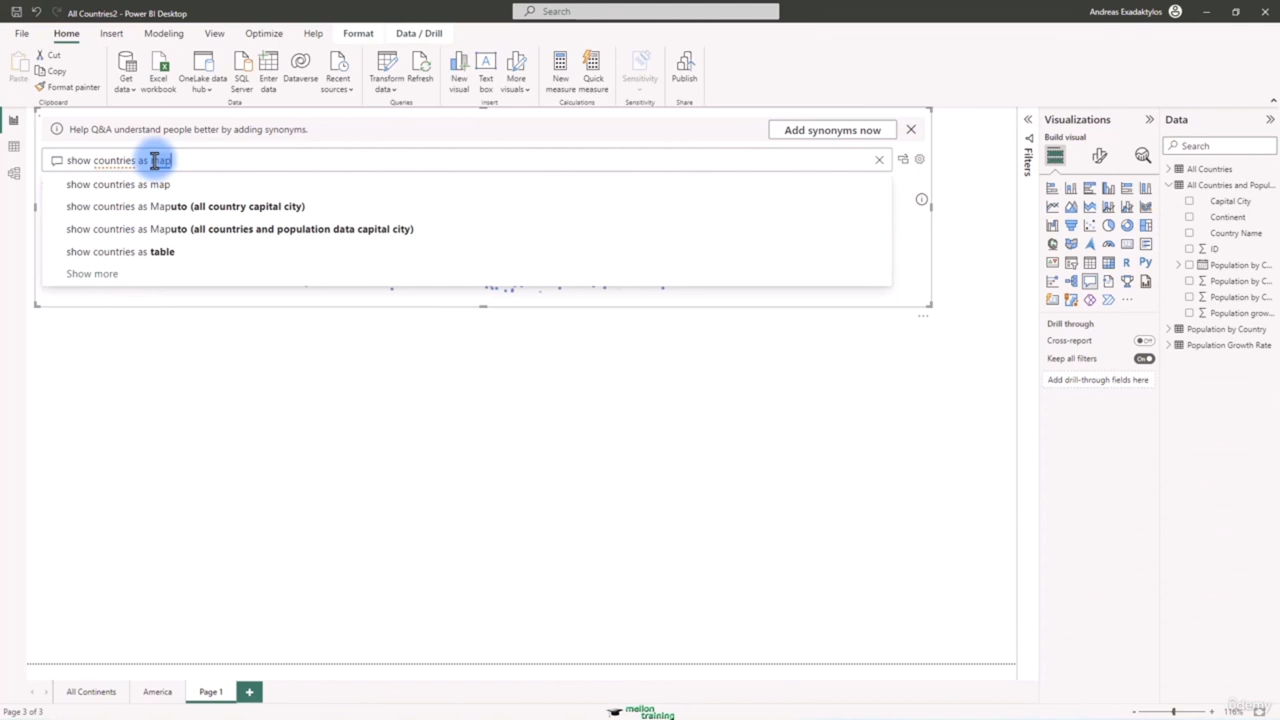 All Countries2 - Power BI Desktop
Search
Andreas Exadaktylos
File
Home
Insert
Modeling
View
Optimize
Help
Format
Data / Drill
Paste
Cut
Copy
Format painter
Clipboard
Get data
Excel workbook
OneLake data hub
SQL Server
Enter data
Dataverse
Recent sources
Data
Transform data
Refresh
Queries
New visual
Text box
More visuals
Insert
New measure
Quick measure
Calculations
Sensitivity
Sensitivity
Publish
Share
Help Q&A understand people better by adding synonyms.
Add synonyms now
show countries as map
show countries as map
show countries as Maputo (all country capital city)
show countries as Maputo (all countries and population data capital city)
show countries as table
Show more
Filters
Visualizations
Build visual
R
Py
Drill through
Cross-report
Off
Keep all filters
On
Add drill-through fields here
Data
Search
All Countries
All Countries and Popul...
Capital City
Continent
Country Name
ID
Population by C...
Population by C...
Population by C...
Population grow...
Population by Country
Population Growth Rate
All Continents
America
Page 1
Page 3 of 3
mellon training
116%
ûdemy